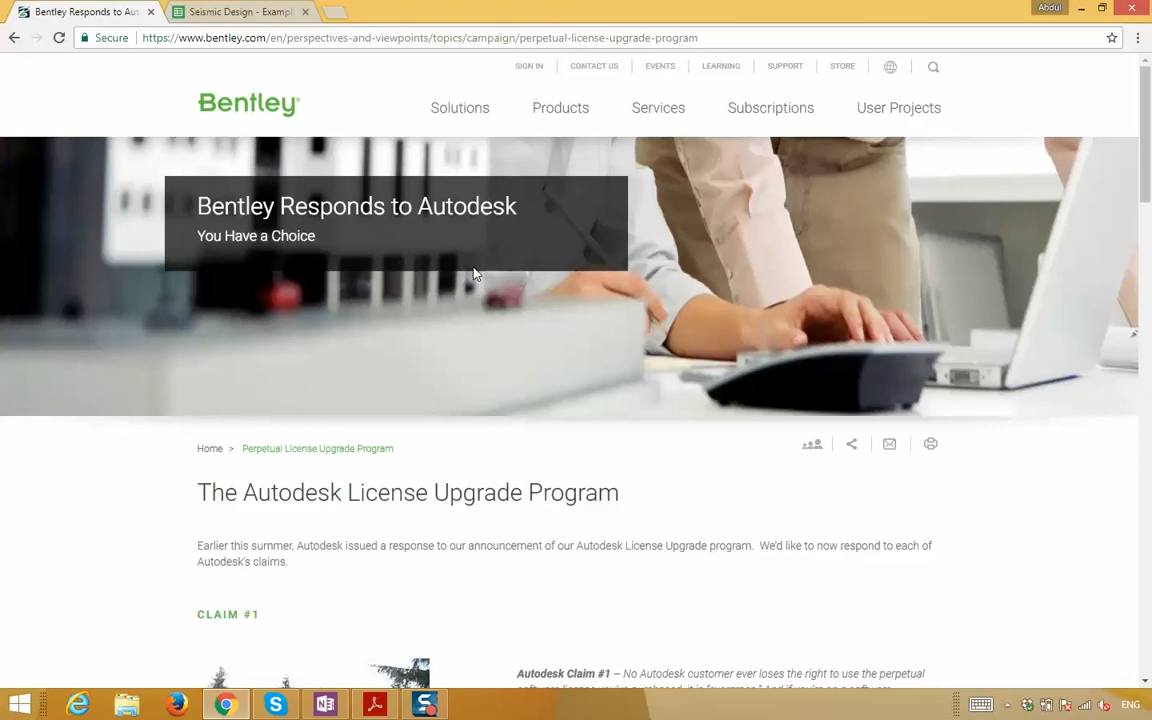 Bentley Responds to Aut
Seismic Design - Exampl
Abdul
Secure
https://www.bentley.com/en/perspectives-and-viewpoints/topics/campaign/perpetual-license-upgrade-program
SIGN IN
CONTACT US
EVENTS
LEARNING
SUPPORT
STORE
Bentley®
Solutions
Products
Services
Subscriptions
User Projects
Bentley Responds to Autodesk
You Have a Choice
Home > Perpetual License Upgrade Program
The Autodesk License Upgrade Program
Earlier this summer, Autodesk issued a response to our announcement of our Autodesk License Upgrade program. We'd like to now respond to each of
Autodesk's claims.
CLAIM #1
Autodesk Claim #1 – No Autodesk customer ever loses the right to use the perpetual
ENG